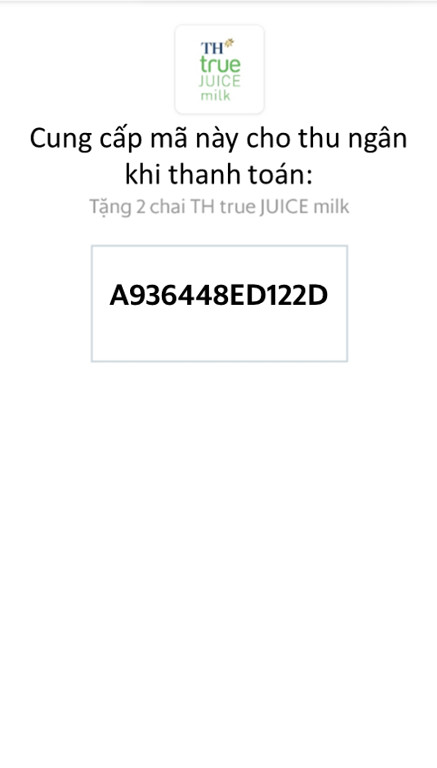 TH
true
JUICE
milk
Cung cấp mã này cho thu ngân
khi thanh toán:
Tặng 2 chai TH true JUICE milk
A936448ED122D